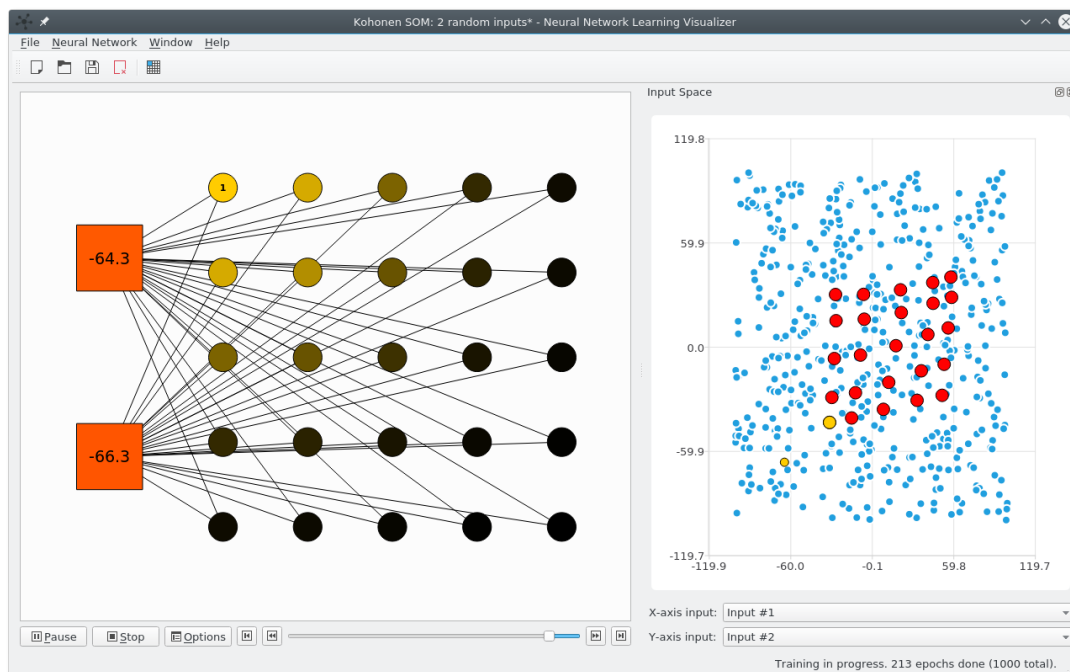 Kohonen SOM: 2 random inputs* - Neural Network Learning Visualizer
File Neural Network Window Help
Input Space
1
-64.3
-66.3
119.8
59.9
0.0
-59.9
-119.7
-119.9 -60.0 -0.1 59.8 119.7
X-axis input: Input #1
Y-axis input: Input #2
Pause Stop Options
Training in progress. 213 epochs done (1000 total).